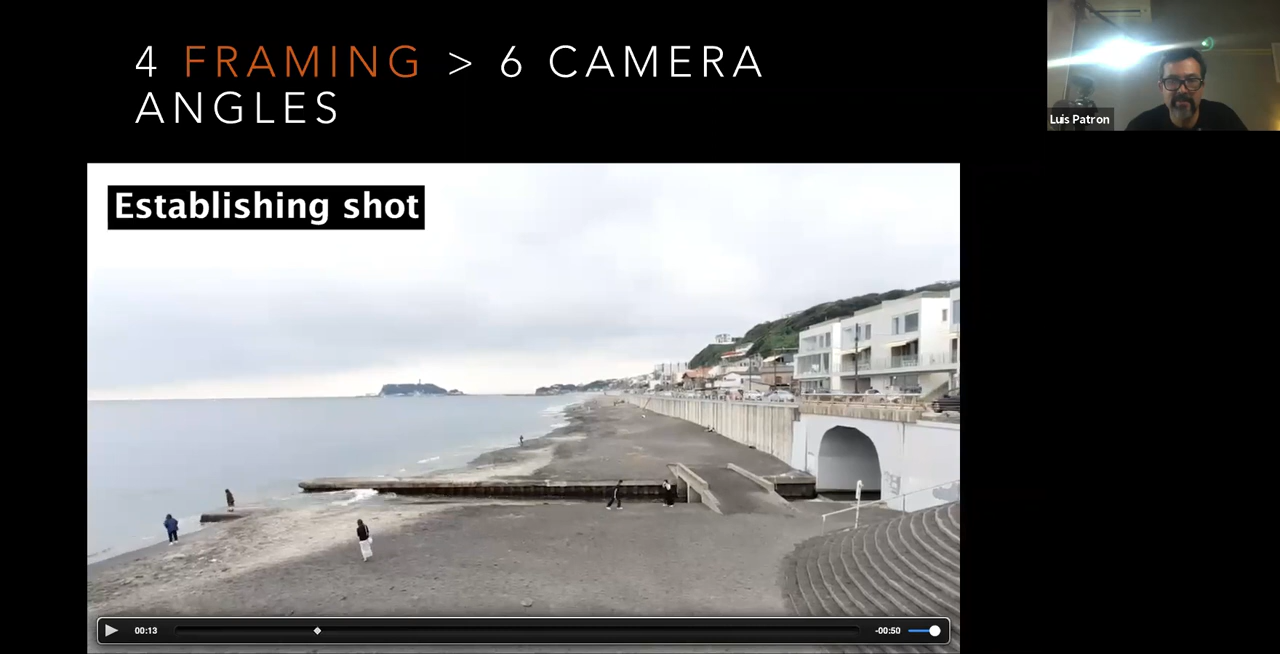 4 FRAMING > 6 CAMERA
ANGLES
Luis Patron
Establishing shot
00:13
-00:50